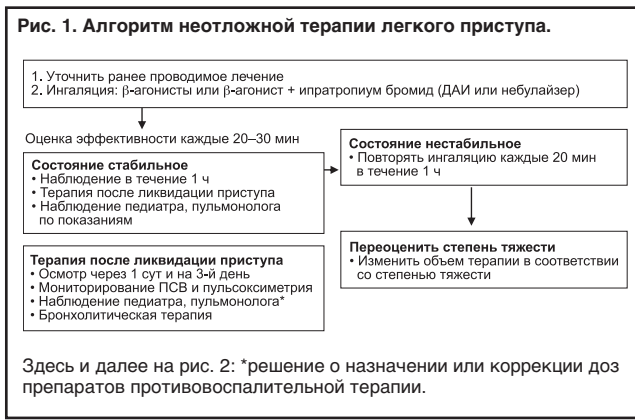 Рис. 1. Алгоритм неотложной терапии легкого приступа.
1. Уточнить ранее проводимое лечение
2. Ингаляция: β-агонисты или β-агонист + ипратропиум бромид (ДАИ или небулайзер)
Оценка эффективности каждые 20–30 мин
Состояние стабильное
• Наблюдение в течение 1 ч
• Терапия после ликвидации приступа
• Наблюдение педиатра, пульмонолога
по показаниям
Состояние нестабильное
• Повторять ингаляцию каждые 20 мин
в течение 1 ч
Терапия после ликвидации приступа
• Осмотр через 1 сут и на 3-й день
• Мониторирование ПСВ и пульсоксиметрия
• Наблюдение педиатра, пульмонолога*
• Бронхолитическая терапия
Переоценить степень тяжести
• Изменить объем терапии в соответствии
со степенью тяжести
Здесь и далее на рис. 2: *решение о назначении или коррекции доз
препаратов противовоспалительной терапии.